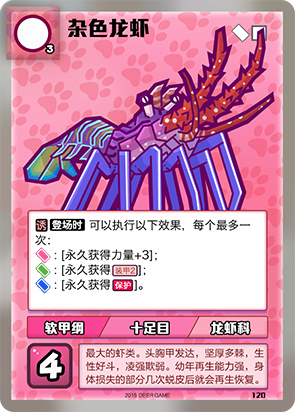 杂色龙虾
3
诱 登场时 可以执行以下效果，每个最多一
次：
: [永久获得力量+3]；
: [永久获得 装甲2]；
: [永久获得 保护]。
软甲纲 十足目 龙虾科
4
最大的虾类。头胸甲发达，坚厚多棘，生
性好斗，凌强欺弱。幼年再生能力强，身
体损失的部分几次蜕皮后就会再生恢复。
2015 DEER GAME
120